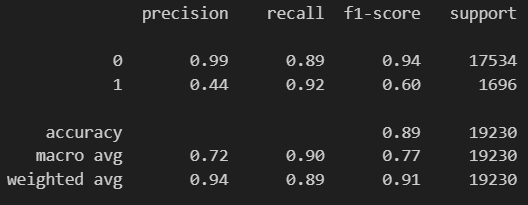 precision recall f1-score support
0 0.99 0.89 0.94 17534
1 0.44 0.92 0.60 1696
accuracy 0.89 19230
macro avg 0.72 0.90 0.77 19230
weighted avg 0.94 0.89 0.91 19230